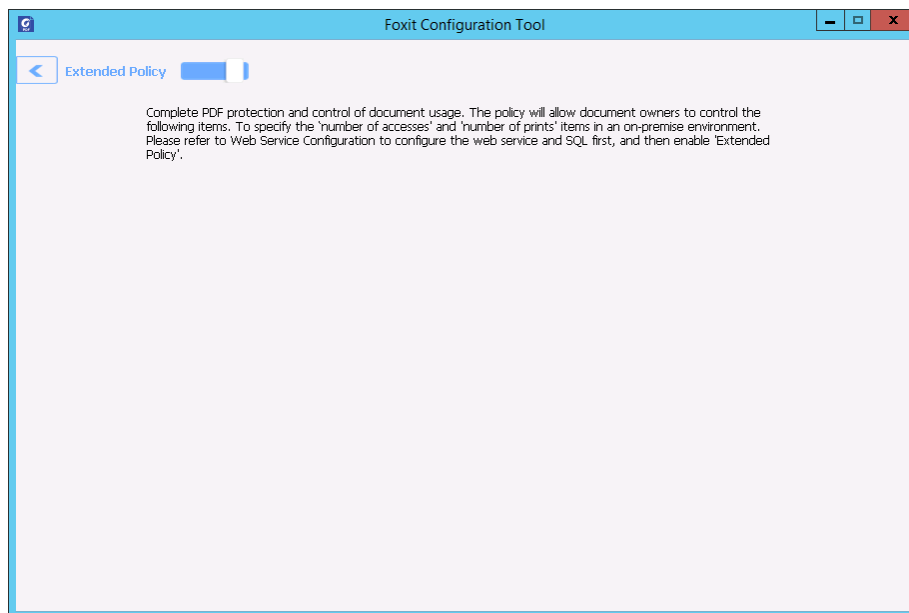 Foxit Configuration Tool
Extended Policy
Complete PDF protection and control of document usage. The policy will allow document owners to control the
following items. To specify the 'number of accesses' and 'number of prints' items in an on-premise environment.
Please refer to Web Service Configuration to configure the web service and SQL first, and then enable 'Extended
Policy'.